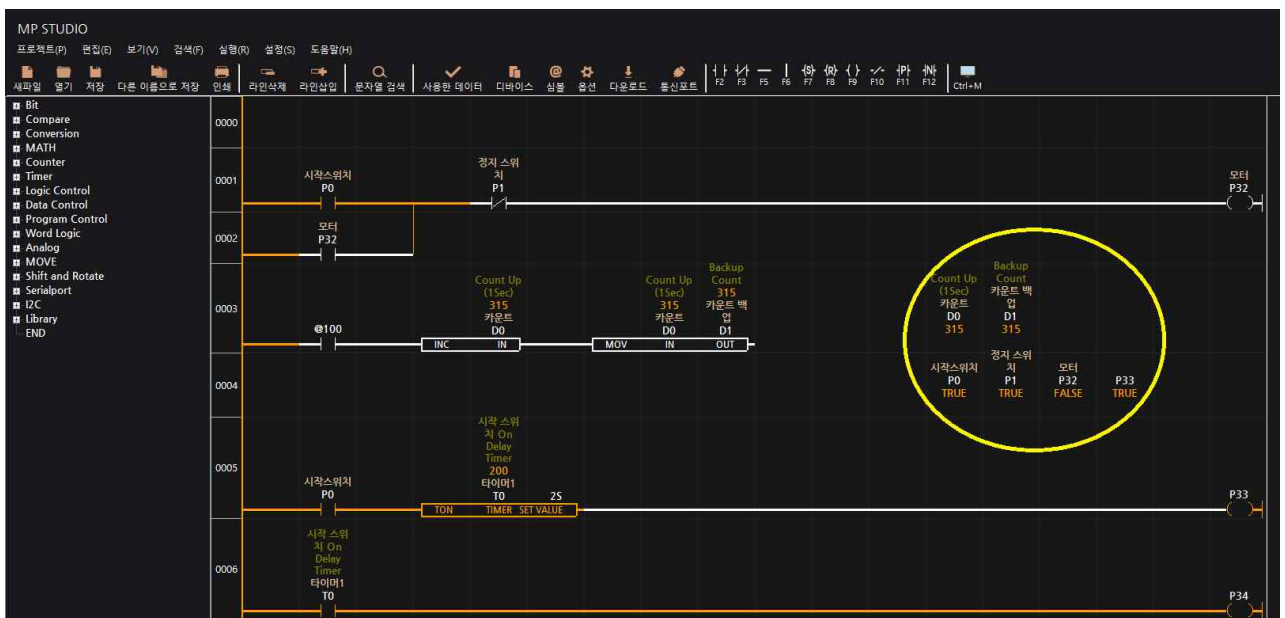 MP STUDIO
프로젝트(P) 편집(E) 보기(V) 검색(F) 실행(R) 설정(S) 도움말(H)
새파일 열기 저장 다른 이름으로 저장 인쇄 라인삭제 라인삽입 문자열 검색 사용한 데이터 디바이스 심볼 옵션 다운로드 통신포트 F2 F3 F5 F6 F7 F8 F9 F10 F11 F12 Ctrl+M
Bit
Compare
Conversion
MATH
Counter
Timer
Logic Control
Data Control
Program Control
Word Logic
Analog
MOVE
Shift and Rotate
Serialport
I2C
Library
END
0000
0001
시작스위치
P0
정지 스위
치
P1
모터
P32
0002
모터
P32
0003
@100
Count Up
(1Sec)
315
카운트
D0
INC IN
Count Up
(1Sec)
315
카운트
D0
Backup
Count
315
카운트 백
업
D1
MOV IN OUT
Count Up
(1Sec)
카운트
D0
315
Backup
Count
카운트 백
업
D1
315
0004
시작스위치
P0
TRUE
정지 스위
치
P1
TRUE
모터
P32
FALSE
P33
TRUE
0005
시작스위치
P0
시작 스위
치 On
Delay
Timer
200
타이머1
T0 2S
TON TIMER SET VALUE
P33
0006
시작 스위
치 On
Delay
Timer
타이머1
T0
P34